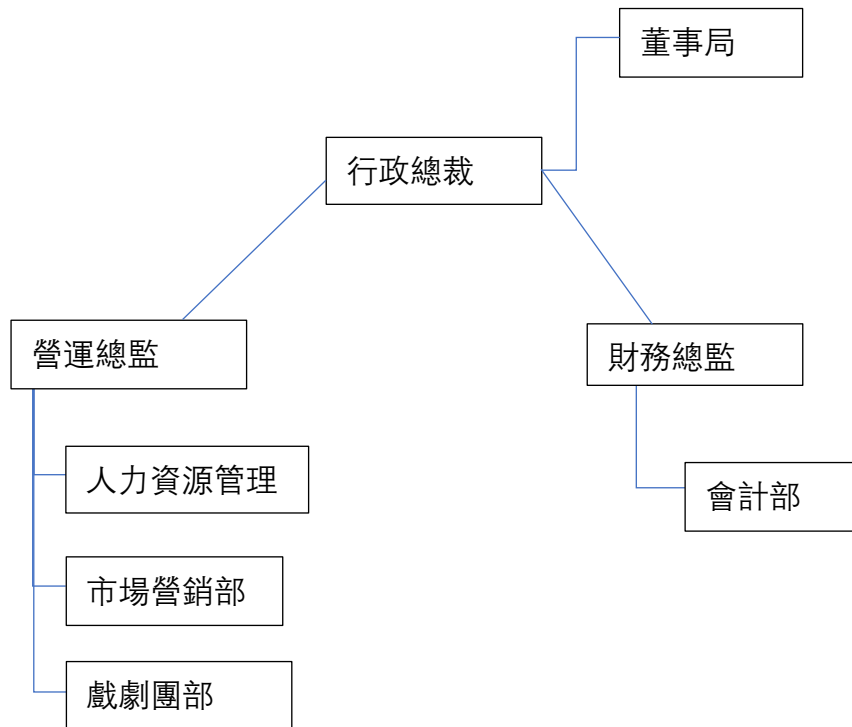 董事局
行政總裁
營運總監
財務總監
人力資源管理
會計部
市場營銷部
戲劇團部